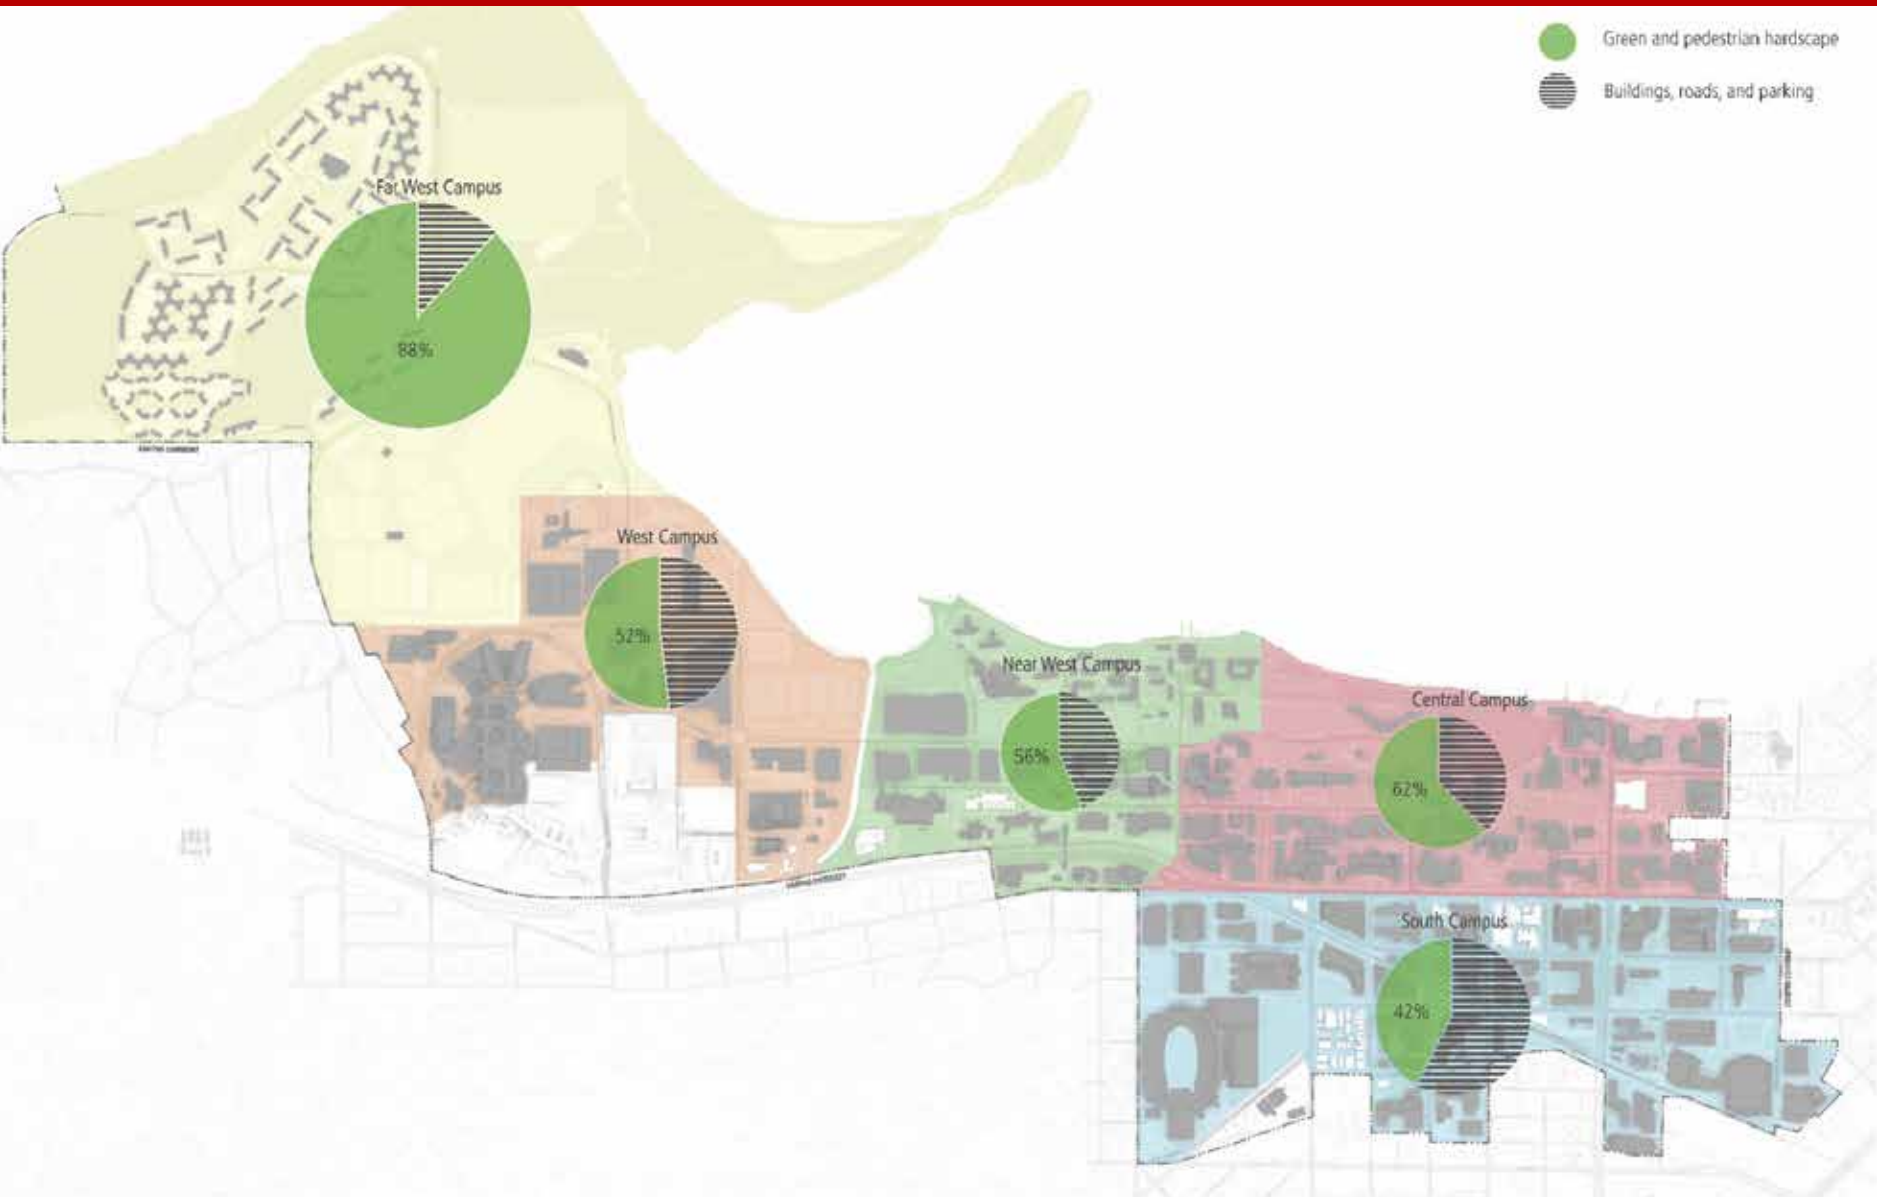 Green and pedestrian hardscape
Buildings, roads, and parking
Far West Campus
88%
West Campus
52%
Near West Campus
56%
Central Campus
62%
South Campus
42%